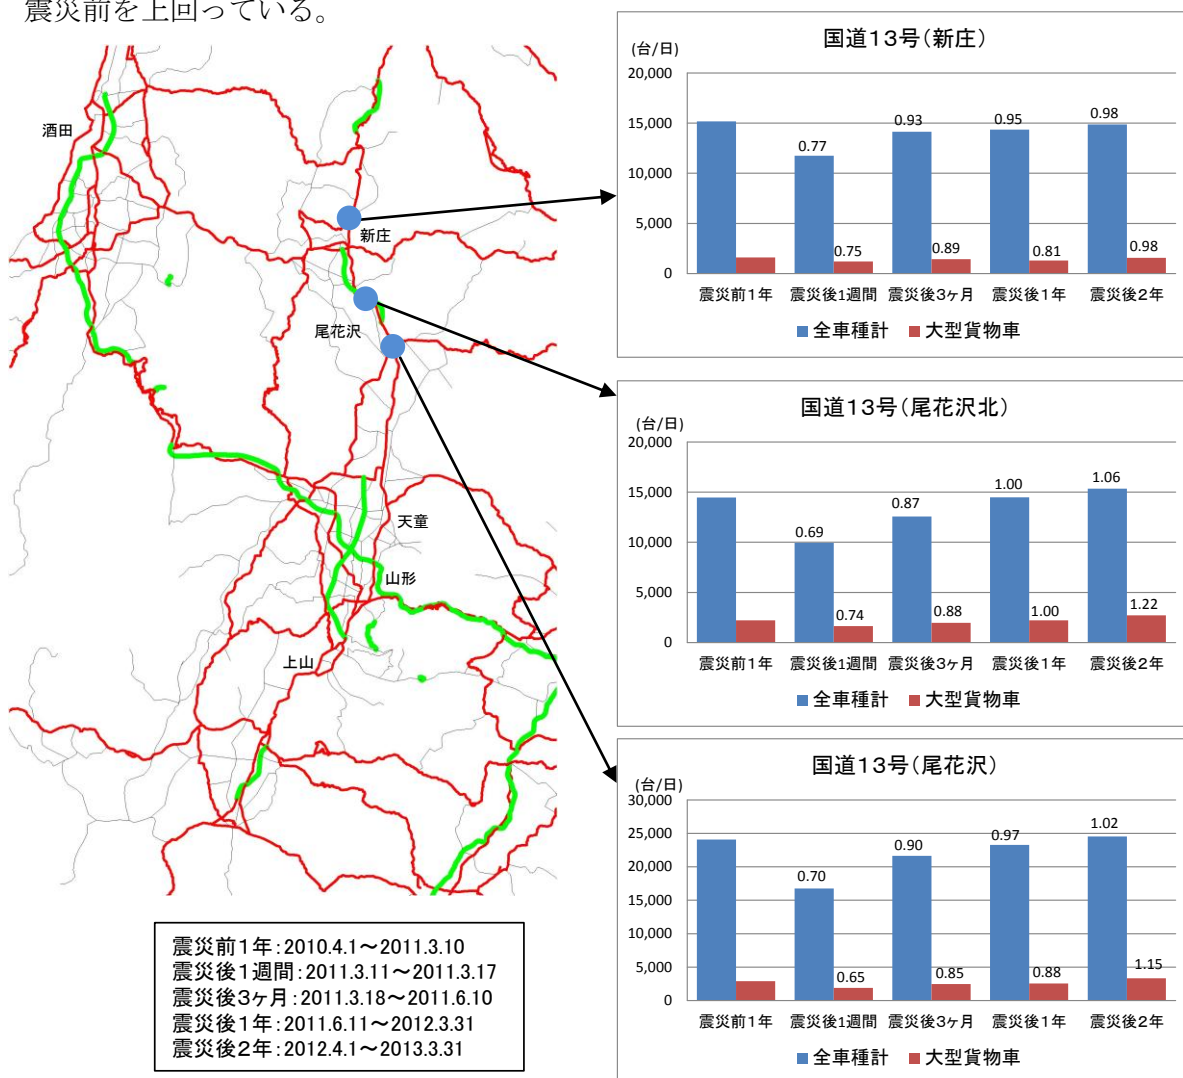 震災前を上回っている。
酒田
新庄
尾花沢
天童
山形
上山
震災前1年：2010.4.1～2011.3.10
震災後1週間：2011.3.11～2011.3.17
震災後3ヶ月：2011.3.18～2011.6.10
震災後1年：2011.6.11～2012.3.31
震災後2年：2012.4.1～2013.3.31
国道13号（新庄）
(台/日)
20,000
15,000
10,000
5,000
0
0.77
0.93
0.95
0.98
0.75
0.89
0.81
0.98
震災前1年 震災後1週間 震災後3ヶ月 震災後1年 震災後2年
全車種計 大型貨物車
国道13号（尾花沢北）
(台/日)
20,000
15,000
10,000
5,000
0
0.69
0.87
1.00
1.06
0.74
0.88
1.00
1.22
震災前1年 震災後1週間 震災後3ヶ月 震災後1年 震災後2年
全車種計 大型貨物車
国道13号（尾花沢）
(台/日)
30,000
25,000
20,000
15,000
10,000
5,000
0
0.70
0.90
0.97
1.02
0.65
0.85
0.88
1.15
震災前1年 震災後1週間 震災後3ヶ月 震災後1年 震災後2年
全車種計 大型貨物車